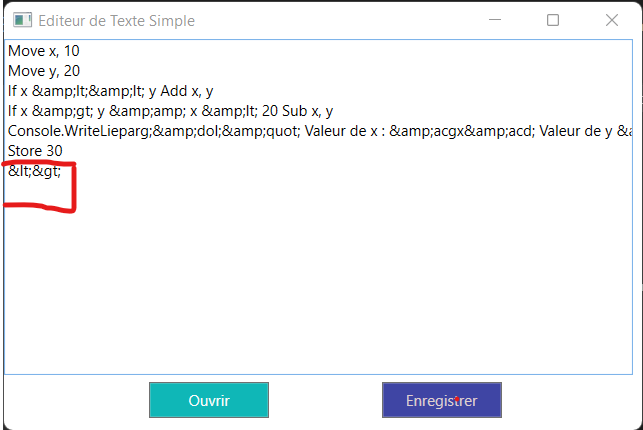 Editeur de Texte Simple
Move x, 10
Move y, 20
If x &amp;lt;&amp;lt; y Add x, y
If x &amp;gt; y &amp;amp; x &amp;lt; 20 Sub x, y
Console.WriteLieparg;&amp;dol;&amp;quot; Valeur de x : &amp;acgx&amp;acd; Valeur de y &a
Store 30
&lt;&gt;
Ouvrir
Enregistrer